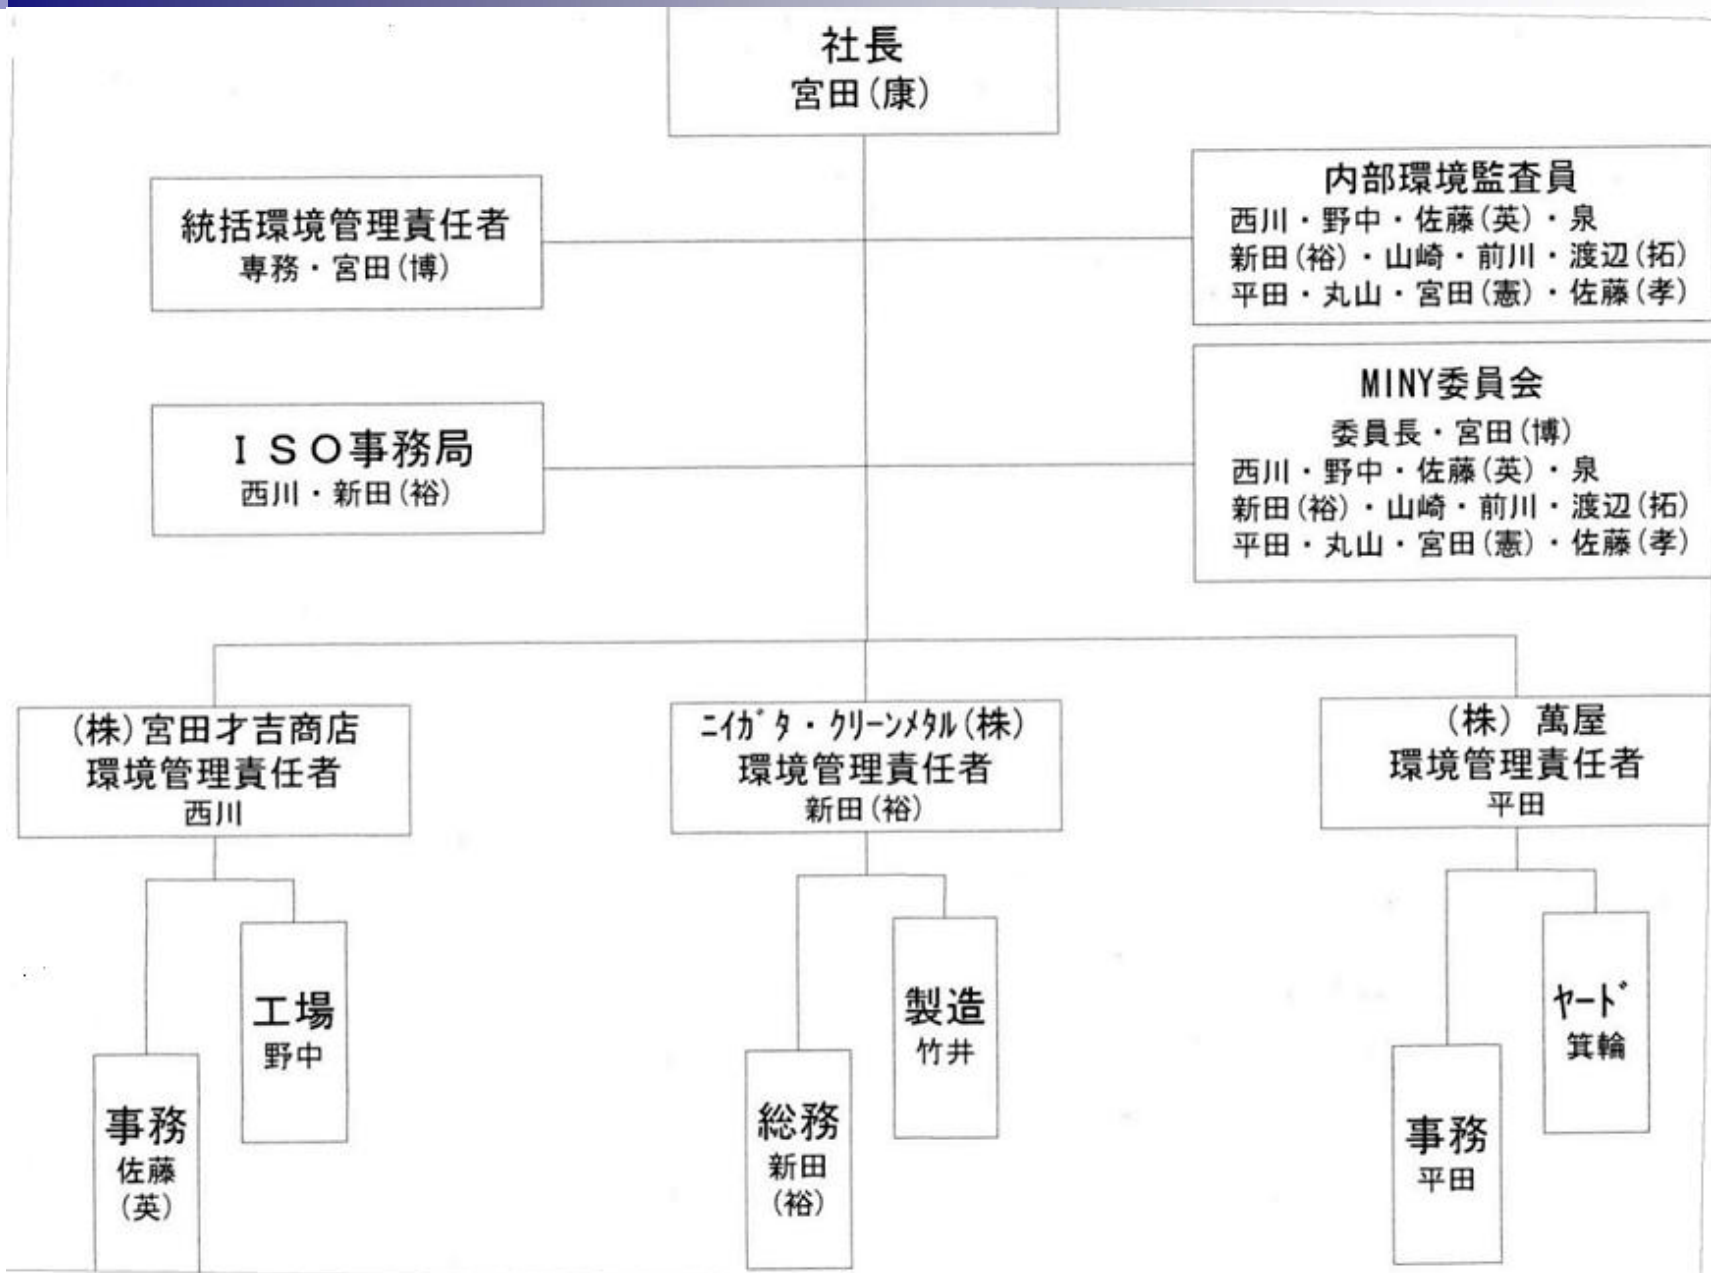 社長
宮田(康)
統括環境管理責任者
専務・宮田(博)
内部環境監査員
西川・野中・佐藤(英)・泉
新田(裕)・山崎・前川・渡辺(拓)
平田・丸山・宮田(憲)・佐藤(孝)
ISO事務局
西川・新田(裕)
MINY委員会
委員長・宮田(博)
西川・野中・佐藤(英)・泉
新田(裕)・山崎・前川・渡辺(拓)
平田・丸山・宮田(憲)・佐藤(孝)
(株)宮田才吉商店
環境管理責任者
西川
ﾆｲｶﾞﾀ・ｸﾘｰﾝﾒﾀﾙ(株)
環境管理責任者
新田(裕)
(株)萬屋
環境管理責任者
平田
事務
佐藤
(英)
工場
野中
総務
新田
(裕)
製造
竹井
事務
平田
ﾔｰﾄﾞ
箕輪